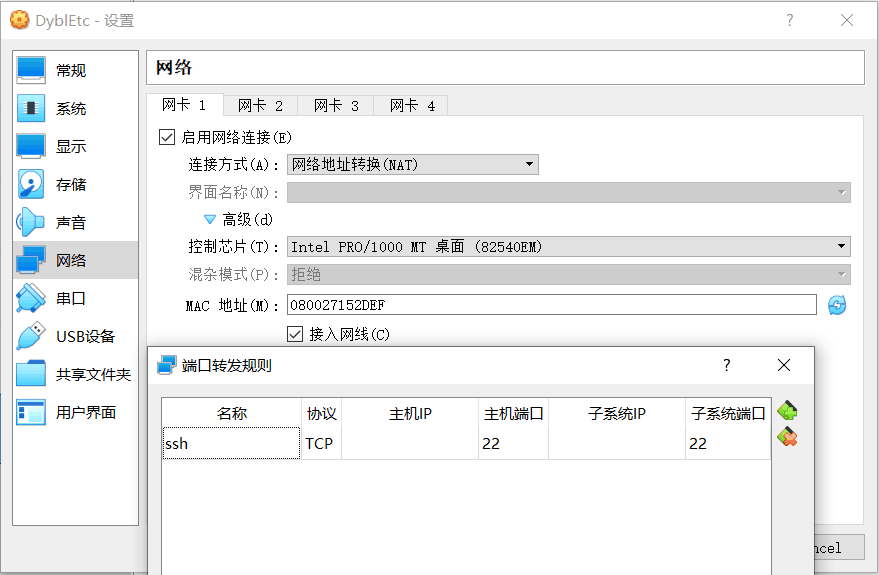 DyblEtc - 设置
?
常规
系统
显示
存储
声音
网络
串口
USB设备
共享文件夹
用户界面
网络
网卡 1 网卡 2 网卡 3 网卡 4
启用网络连接(E)
连接方式(A): 网络地址转换(NAT)
界面名称(N):
高级(d)
控制芯片(T): Intel PRO/1000 MT 桌面 (82540EM)
混杂模式(P): 拒绝
MAC 地址(M): 080027152DEF
接入网线(C)
端口转发规则 ?
名称 协议 主机IP 主机端口 子系统IP 子系统端口
ssh TCP 22 22